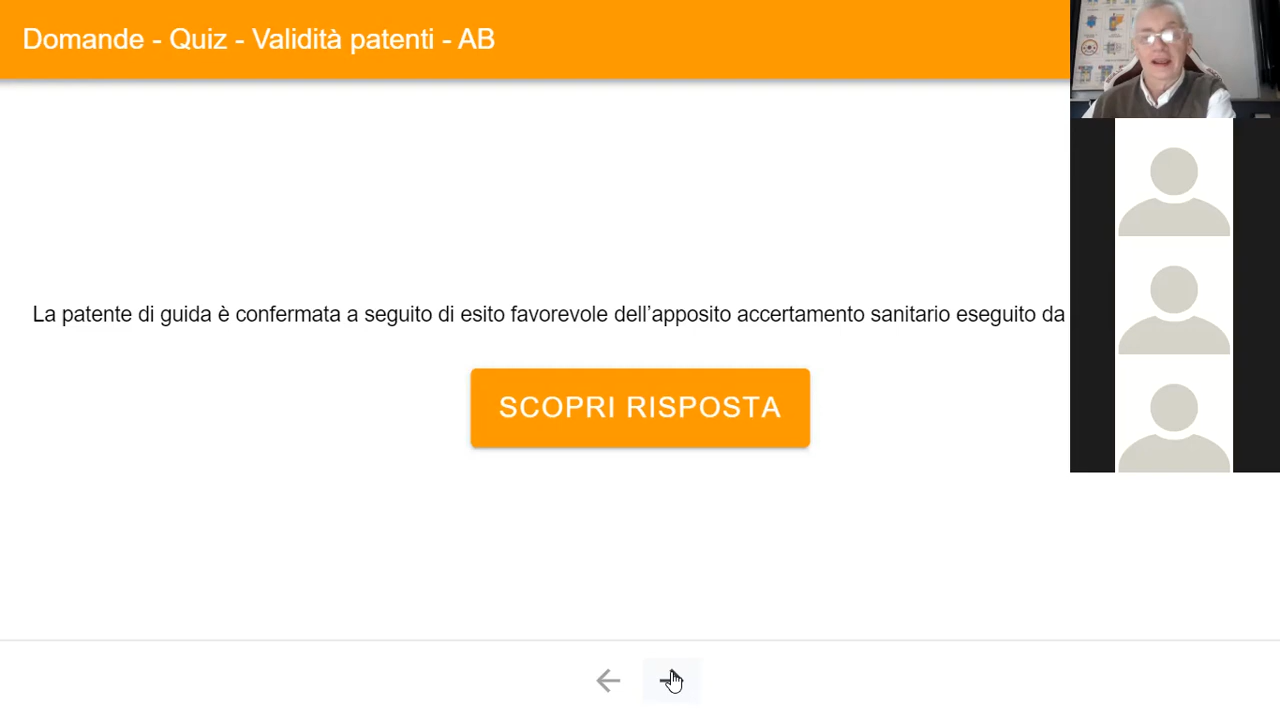 Domande - Quiz - Validità patenti - AB
La patente di guida è confermata a seguito di esito favorevole dell’apposito accertamento sanitario eseguito da
SCOPRI RISPOSTA